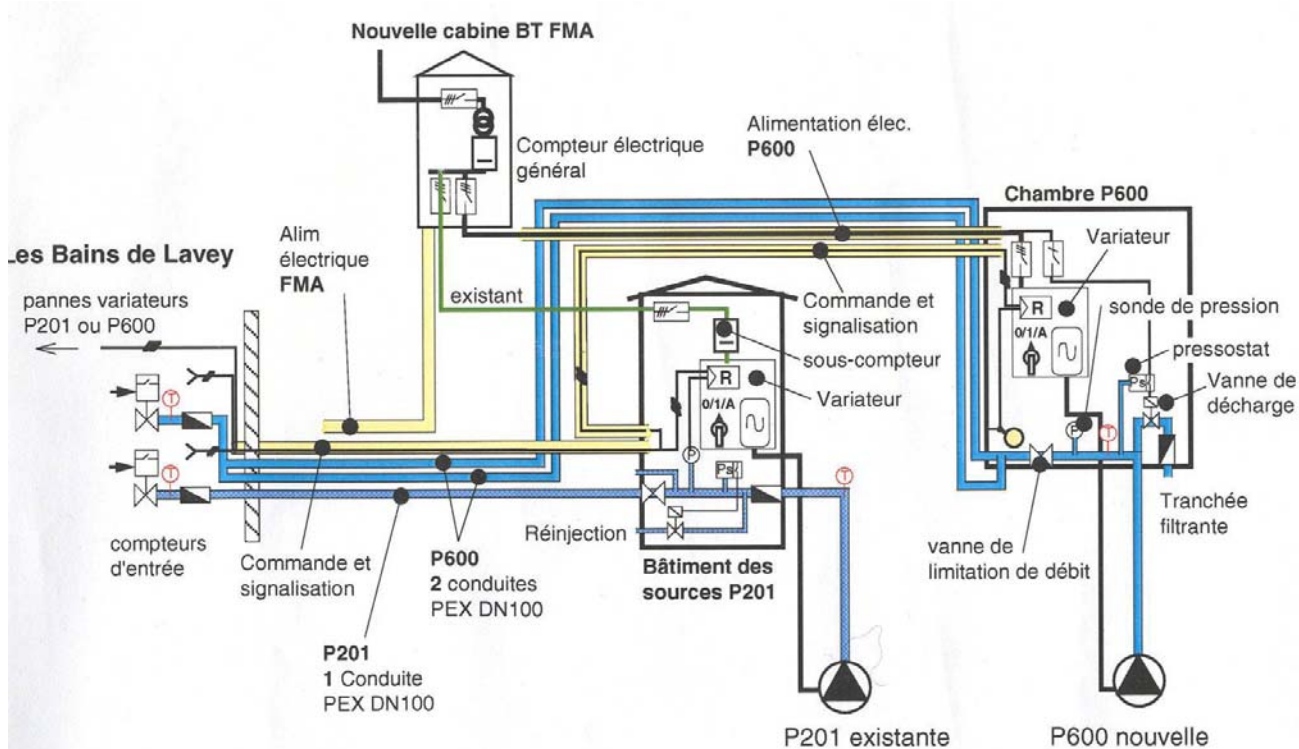 Nouvelle cabine BT FMA
Compteur électrique
général
Alimentation élec.
P600
Chambre P600
Variateur
Alim
électrique
FMA
Les Bains de Lavey
pannes variateurs
P201 ou P600
existant
Commande et
signalisation
sonde de pression
R
0/1/A
pressostat
Ps
sous-compteur
Vanne de
décharge
R
0/1/A
Variateur
T
P
T
P
Ps
T
T
Tranchée
filtrante
Réinjection
compteurs
d'entrée
Commande et
signalisation
P600
2 conduites
PEX DN100
Bâtiment des
sources P201
vanne de
limitation de débit
P201
1 Conduite
PEX DN100
P201 existante
P600 nouvelle